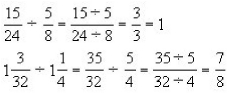 15/24 ÷ 5/8 = 15 ÷ 5/24 ÷ 8 = 3/3 = 1
1 3/32 ÷ 1 1/4 = 35/32 ÷ 5/4 = 35 ÷ 5/32 ÷ 4 = 7/8